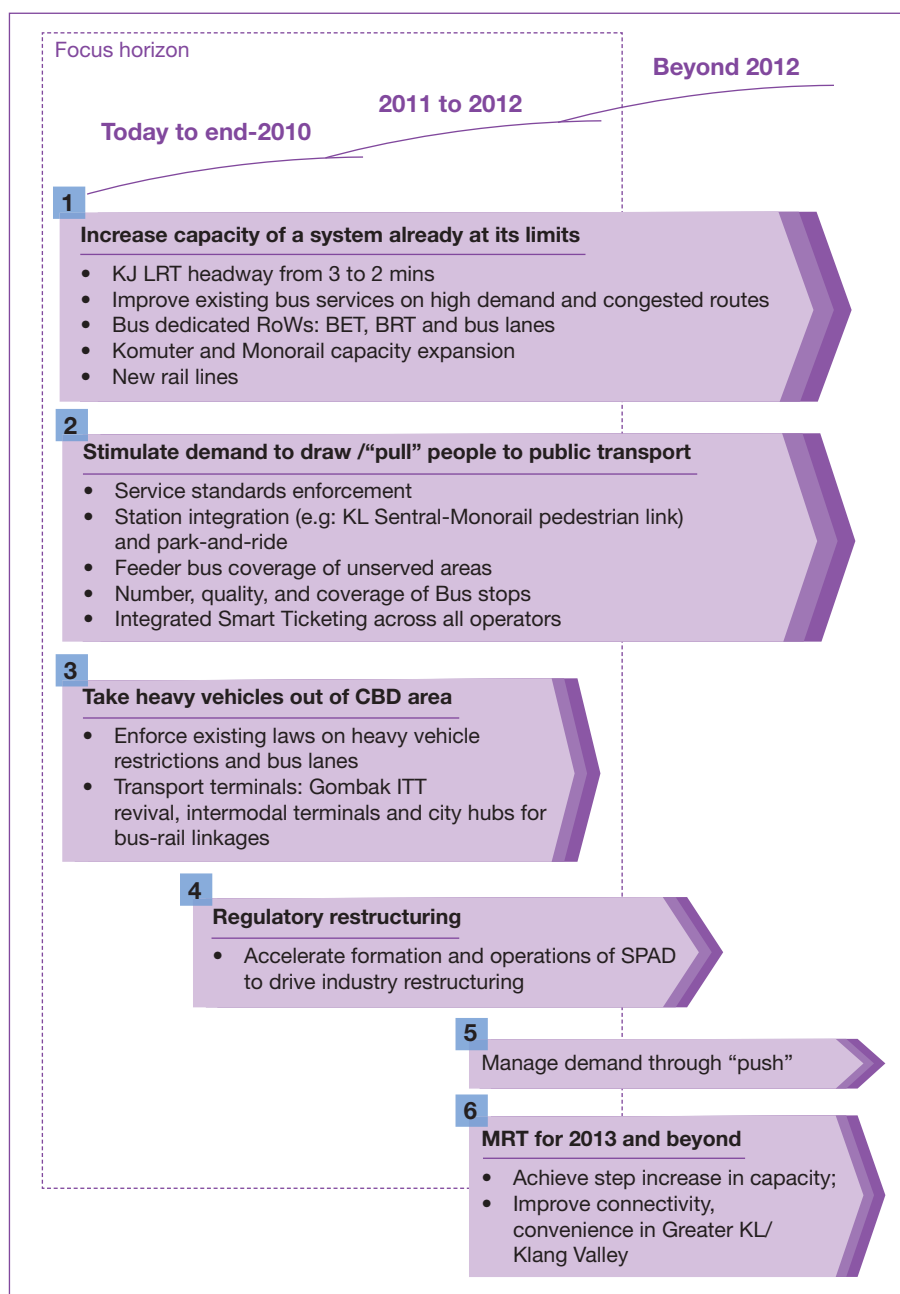 Focus horizon
Today to end-2010
2011 to 2012
Beyond 2012
1
Increase capacity of a system already at its limits
• KJ LRT headway from 3 to 2 mins
• Improve existing bus services on high demand and congested routes
• Bus dedicated RoWs: BET, BRT and bus lanes
• Komuter and Monorail capacity expansion
• New rail lines
2
Stimulate demand to draw /“pull” people to public transport
• Service standards enforcement
• Station integration (e.g: KL Sentral-Monorail pedestrian link)
and park-and-ride
• Feeder bus coverage of unserved areas
• Number, quality, and coverage of Bus stops
• Integrated Smart Ticketing across all operators
3
Take heavy vehicles out of CBD area
• Enforce existing laws on heavy vehicle
restrictions and bus lanes
• Transport terminals: Gombak ITT
revival, intermodal terminals and city hubs for
bus-rail linkages
4
Regulatory restructuring
• Accelerate formation and operations of SPAD
to drive industry restructuring
5
Manage demand through “push”
6
MRT for 2013 and beyond
• Achieve step increase in capacity;
• Improve connectivity,
convenience in Greater KL/
Klang Valley